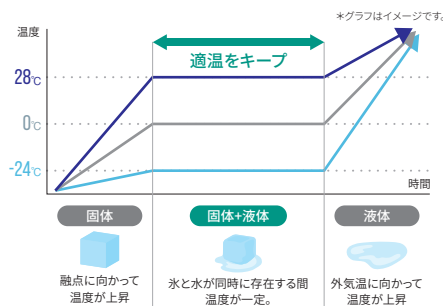 ＊グラフはイメージです。
温度
適温をキープ
28℃
0℃
-24℃
時間
固体
固体+液体
液体
融点に向かって
温度が上昇
氷と水が同時に存在する間
温度が一定。
外気温に向かって
温度が上昇